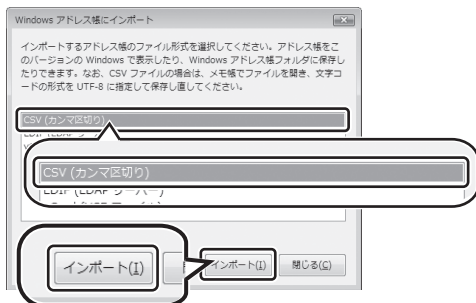 Windows アドレス帳にインポート
インポートするアドレス帳のファイル形式を選択してください。アドレス帳をこ
のバージョンの Windows で表示したり、Windows アドレス帳フォルダに保存し
たりできます。なお、CSV ファイルの場合は、メモ帳でファイルを開き、文字コ
ードの形式を UTF-8 に指定して保存し直してください。
CSV (カンマ区切り)
CSV (カンマ区切り)
LDIF (LDAP サーバー)
インポート(I)
インポート(I)
閉じる(C)